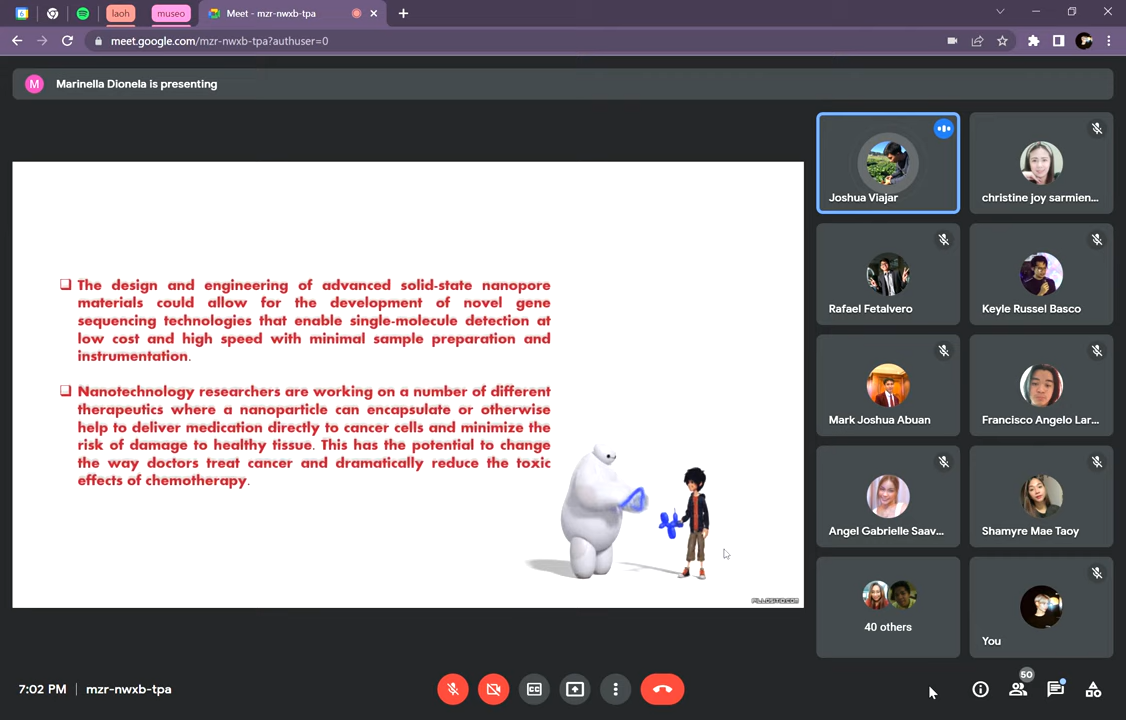 laoh
museo
Meet - mzr-nwxb-tpa
meet.google.com/mzr-nwxb-tpa?authuser=0
M
Marinella Dionela is presenting
The design and engineering of advanced solid-state nanopore
materials could allow for the development of novel gene
sequencing technologies that enable single-molecule detection at
low cost and high speed with minimal sample preparation and
instrumentation.
Nanotechnology researchers are working on a number of different
therapeutics where a nanoparticle can encapsulate or otherwise
help to deliver medication directly to cancer cells and minimize the
risk of damage to healthy tissue. This has the potential to change
the way doctors treat cancer and dramatically reduce the toxic
effects of chemotherapy.
Joshua Viajar
christine joy sarmien...
Rafael Fetalvero
Keyle Russel Basco
Mark Joshua Abuan
Francisco Angelo Lar...
Angel Gabrielle Saav...
Shamyre Mae Taoy
40 others
You
7:02 PM
mzr-nwxb-tpa
CC
50